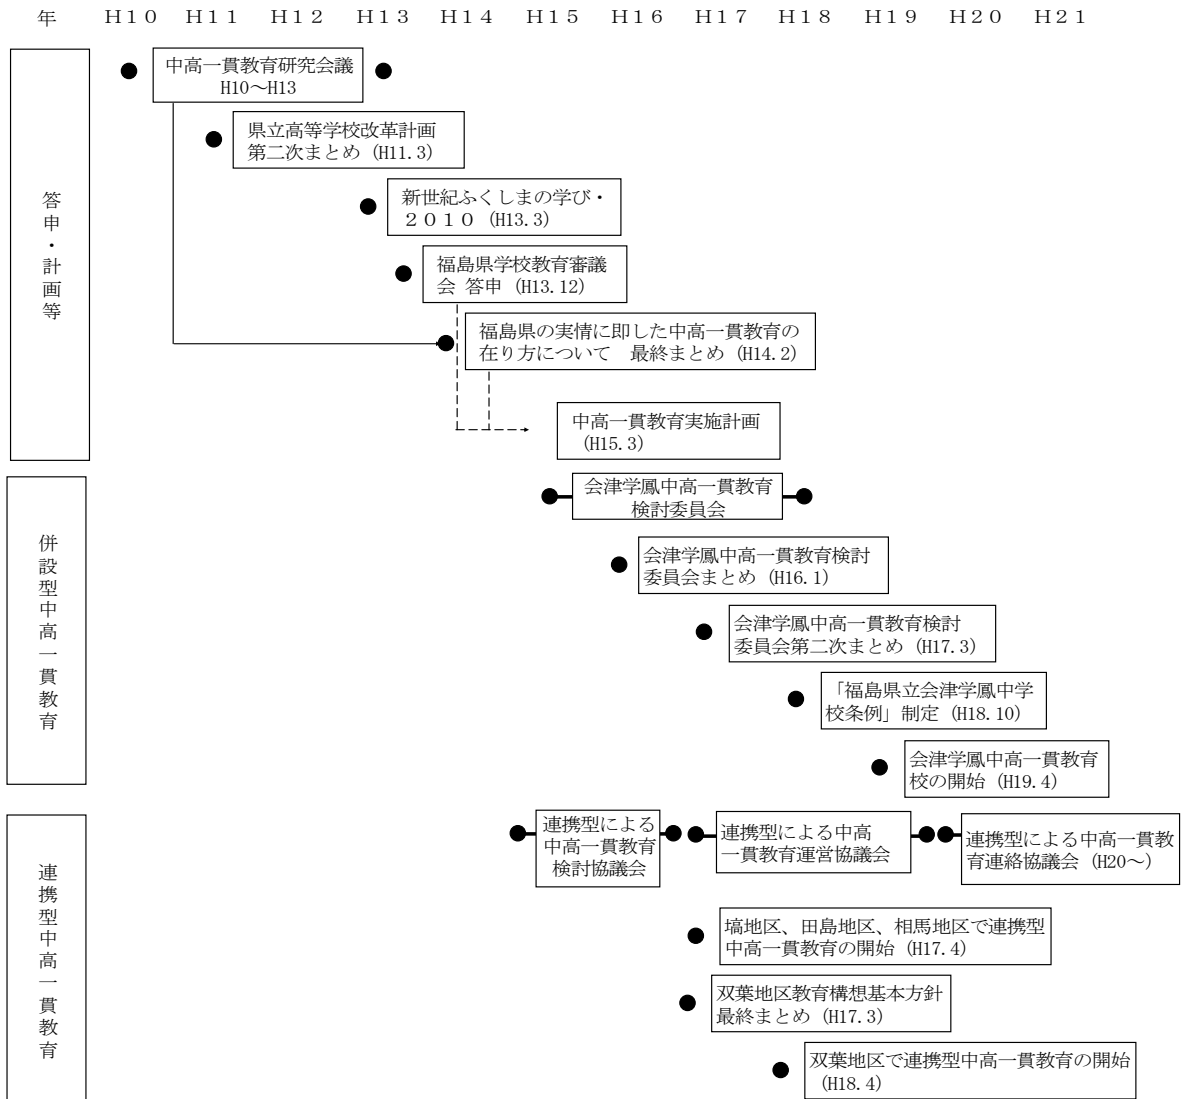 年 Ｈ１０ Ｈ１１ Ｈ１２ Ｈ１３ Ｈ１４ Ｈ１５ Ｈ１６ Ｈ１７ Ｈ１８ Ｈ１９ Ｈ２０ Ｈ２１
答申・計画等
中高一貫教育研究会議
H10～H13
県立高等学校改革計画
第二次まとめ (H11.3)
新世紀ふくしまの学び・
２０１０ (H13.3)
福島県学校教育審議
会 答申 (H13.12)
福島県の実情に即した中高一貫教育の
在り方について　最終まとめ (H14.2)
中高一貫教育実施計画
(H15.3)
併設型中高一貫教育
会津学鳳中高一貫教育
検討委員会
会津学鳳中高一貫教育検討
委員会まとめ (H16.1)
会津学鳳中高一貫教育検討
委員会第二次まとめ (H17.3)
「福島県立会津学鳳中学
校条例」制定 (H18.10)
会津学鳳中高一貫教育
校の開始 (H19.4)
連携型中高一貫教育
連携型による
中高一貫教育
検討協議会
連携型による中高
一貫教育運営協議会
連携型による中高一貫教
育連絡協議会 (H20～)
塙地区、田島地区、相馬地区で連携型
中高一貫教育の開始 (H17.4)
双葉地区教育構想基本方針
最終まとめ (H17.3)
双葉地区で連携型中高一貫教育の開始
(H18.4)